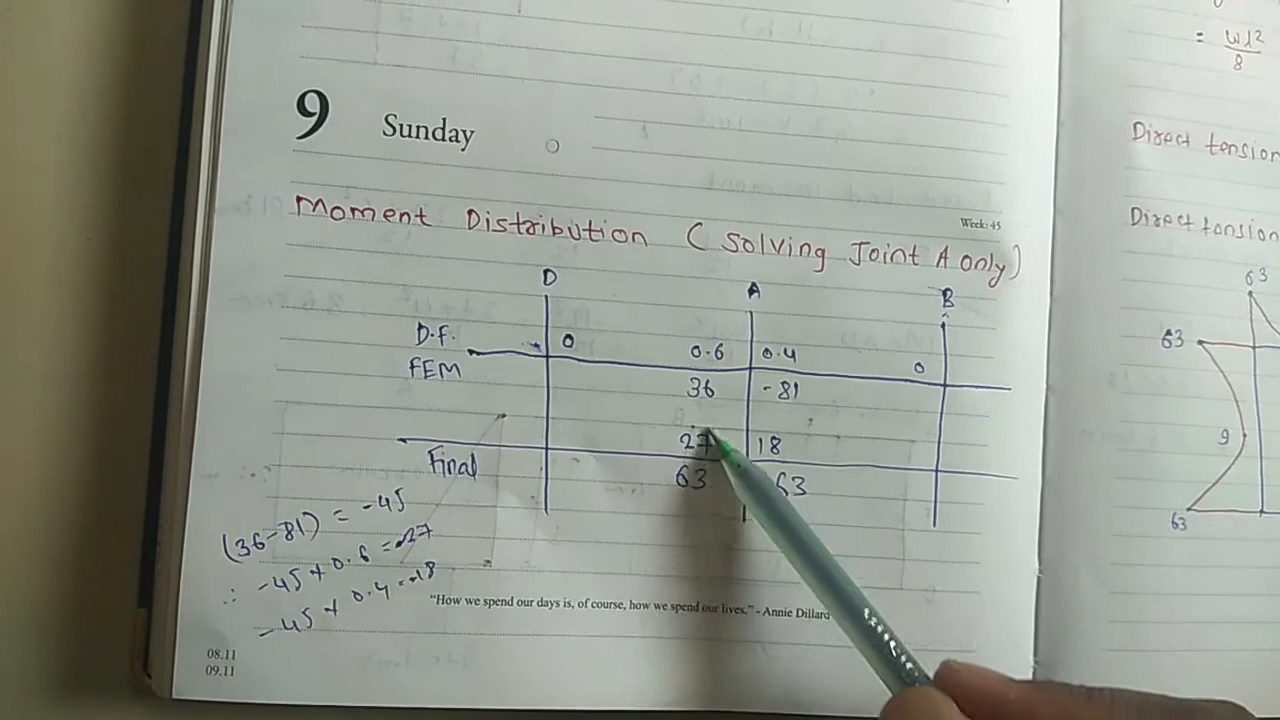 = wl²
8
Direct tension
Direct tension
63
63
9
63
9 Sunday
Week: 45
Moment Distribution ( Solving Joint A only )
D A B
D.F. 0 0.6 0.4 0
FEM 36 -81
27 18
Final 63 63
(36-81) = -45
∴ -45 + 0.6 = -27
-45 + 0.4 = -18
"How we spend our days is, of course, how we spend our lives." - Annie Dillard
08.11
09.11